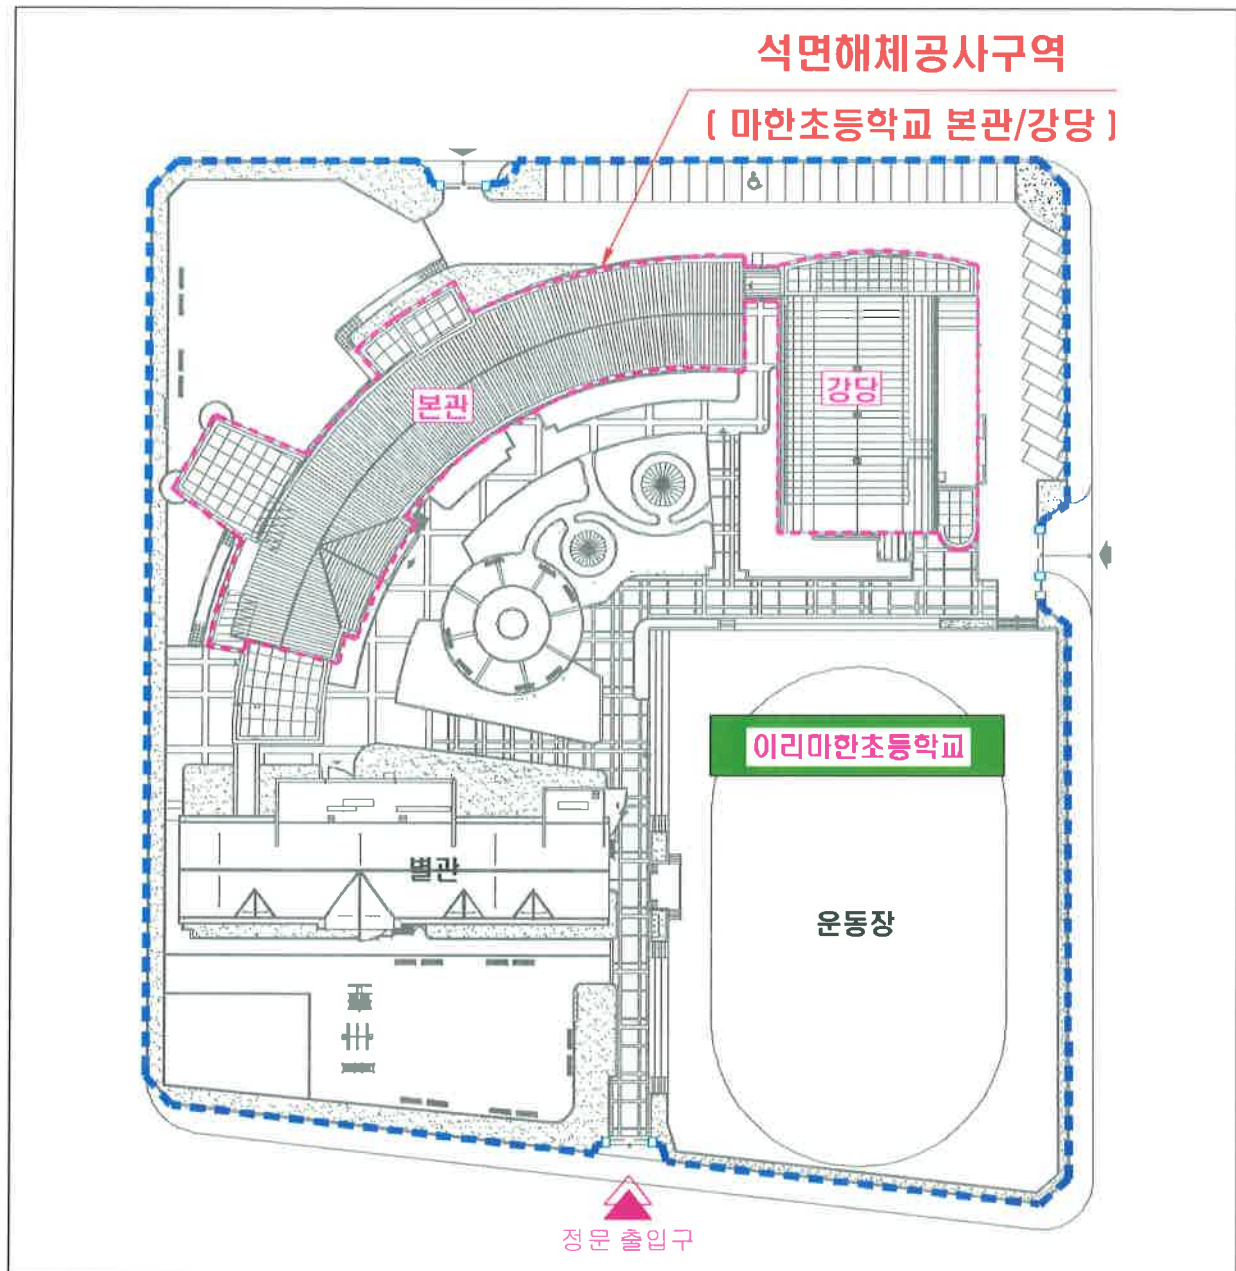 석면해체공사구역
( 마한초등학교 본관/강당 )
강당
본관
이리마한초등학교
별관
운동장
정문 출입구